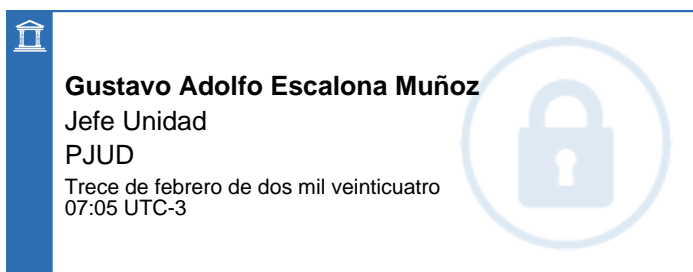 Gustavo Adolfo Escalona Muñoz
Jefe Unidad
PJUD
Trece de febrero de dos mil veinticuatro
07:05 UTC-3